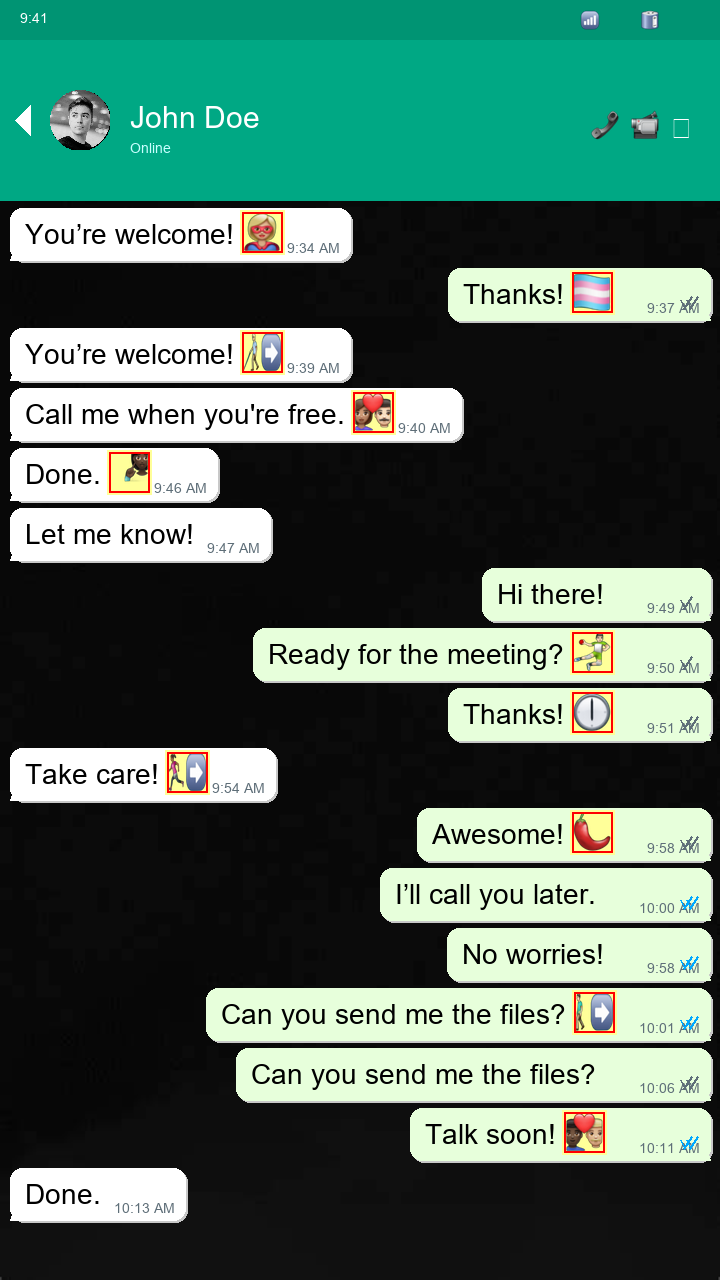 9:41
John Doe
Online
You’re welcome! 9:34 AM
Thanks! 9:37 AM
You’re welcome! 9:39 AM
Call me when you're free. 9:40 AM
Done. 9:46 AM
Let me know! 9:47 AM
Hi there! 9:49 AM
Ready for the meeting? 9:50 AM
Thanks! 9:51 AM
Take care! 9:54 AM
Awesome! 9:58 AM
I’ll call you later. 10:00 AM
No worries! 9:58 AM
Can you send me the files? 10:01 AM
Can you send me the files? 10:06 AM
Talk soon! 10:11 AM
Done. 10:13 AM